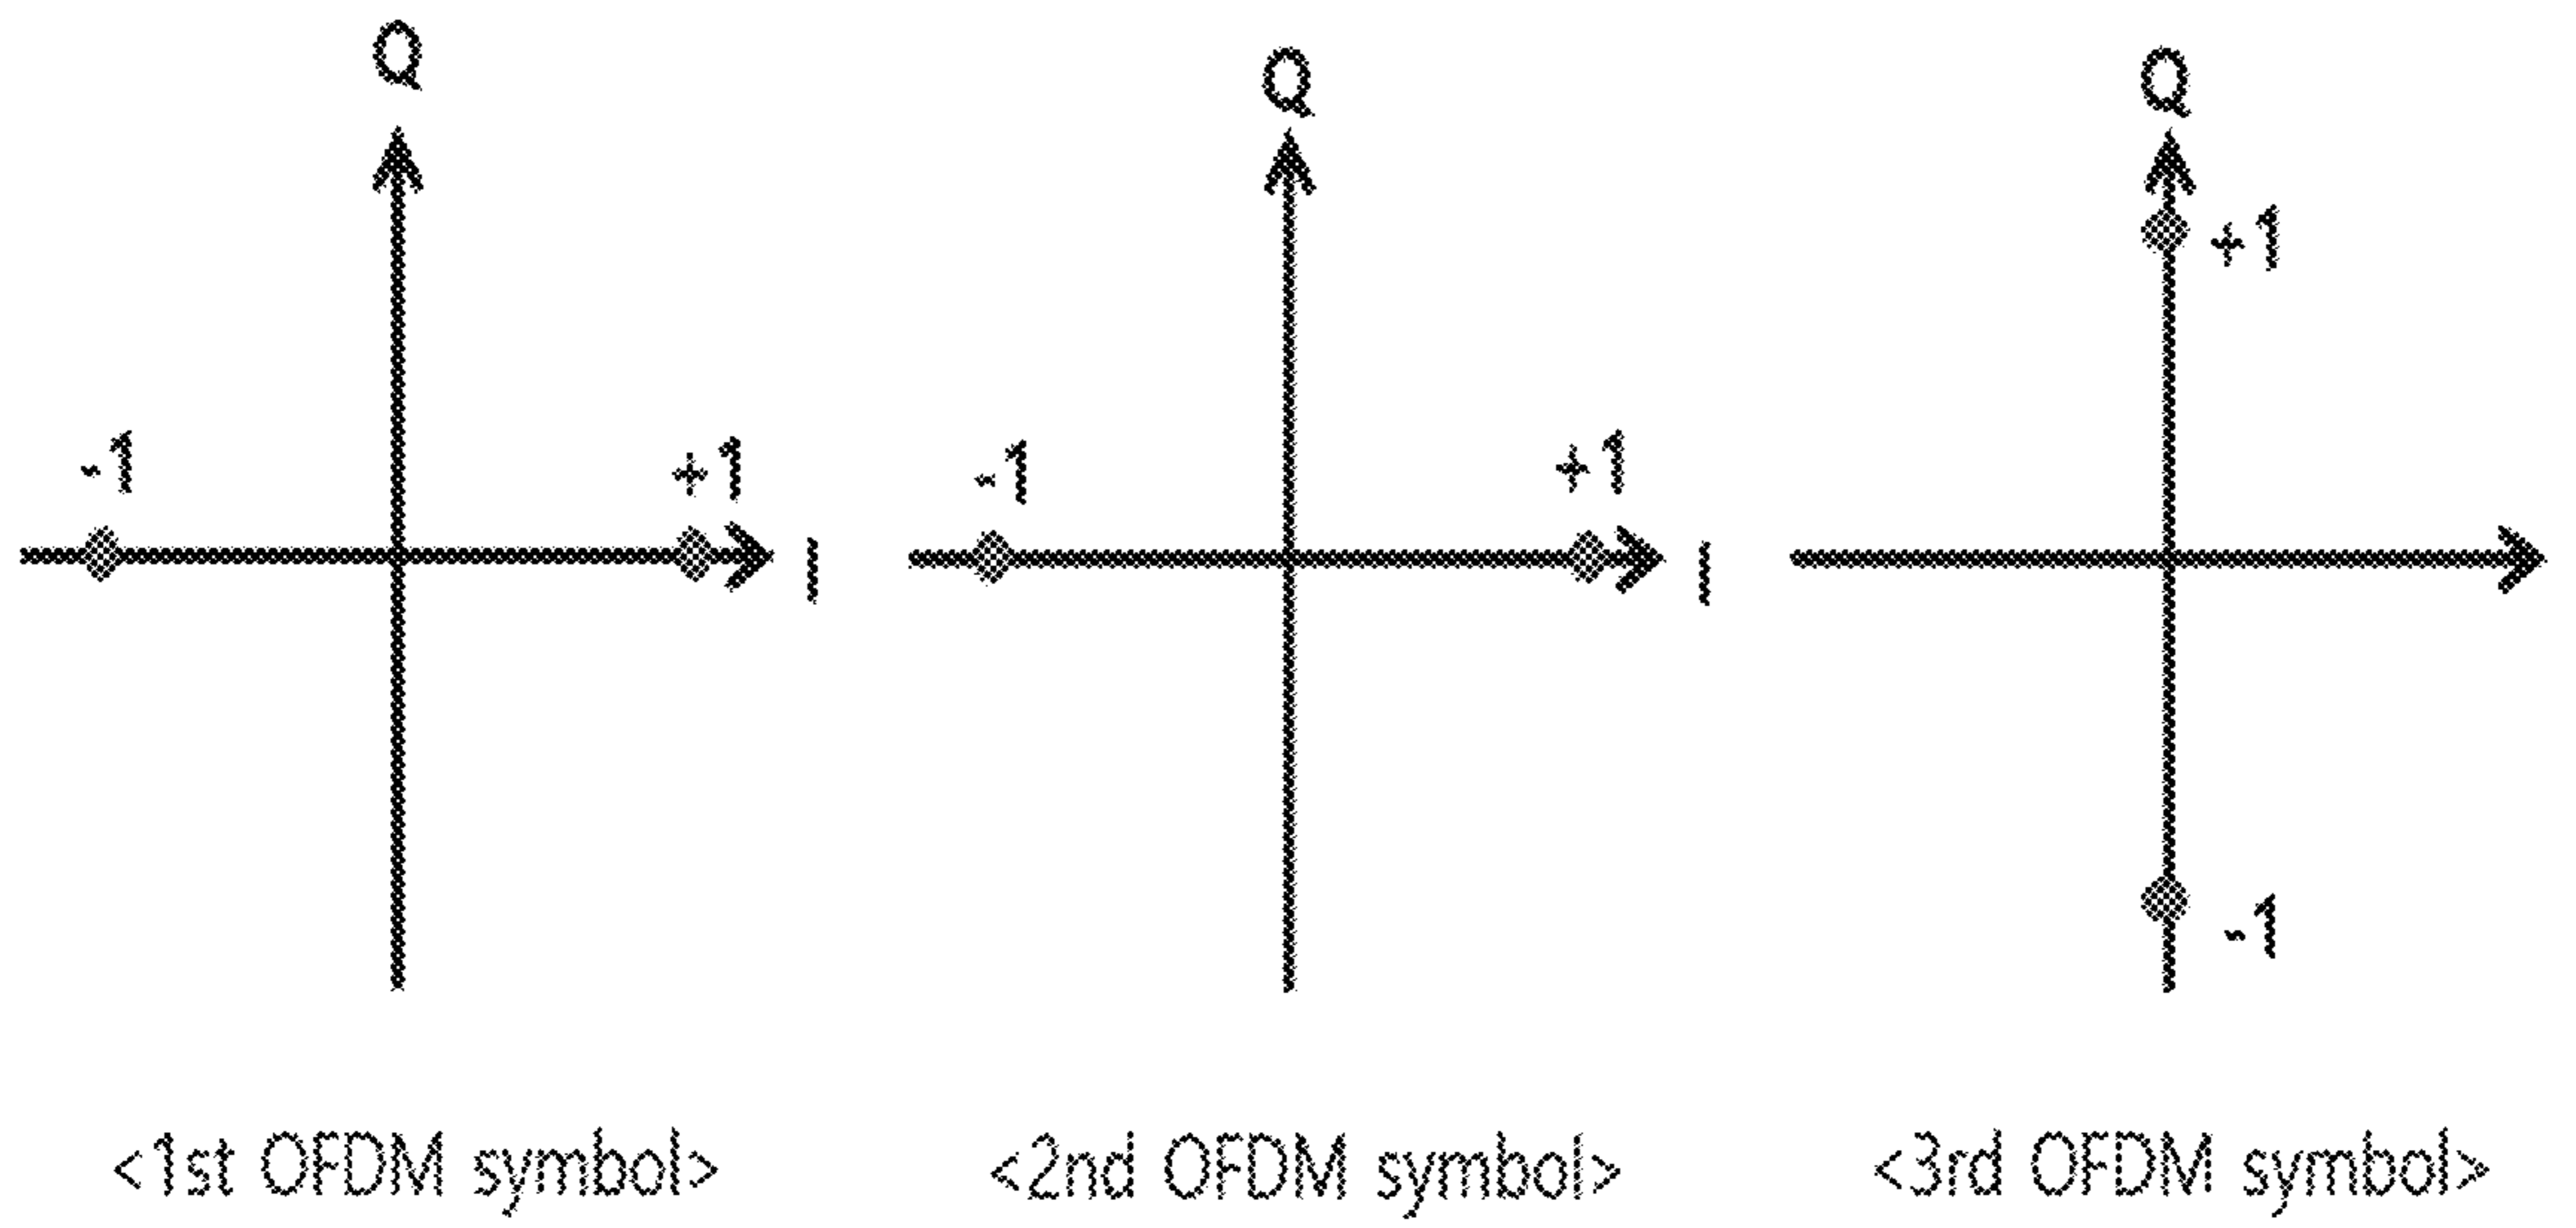 Q Q Q
+1
-1 +1 -1 +1
I I
-1
<1st OFDM symbol> <2nd OFDM symbol> <3rd OFDM symbol>